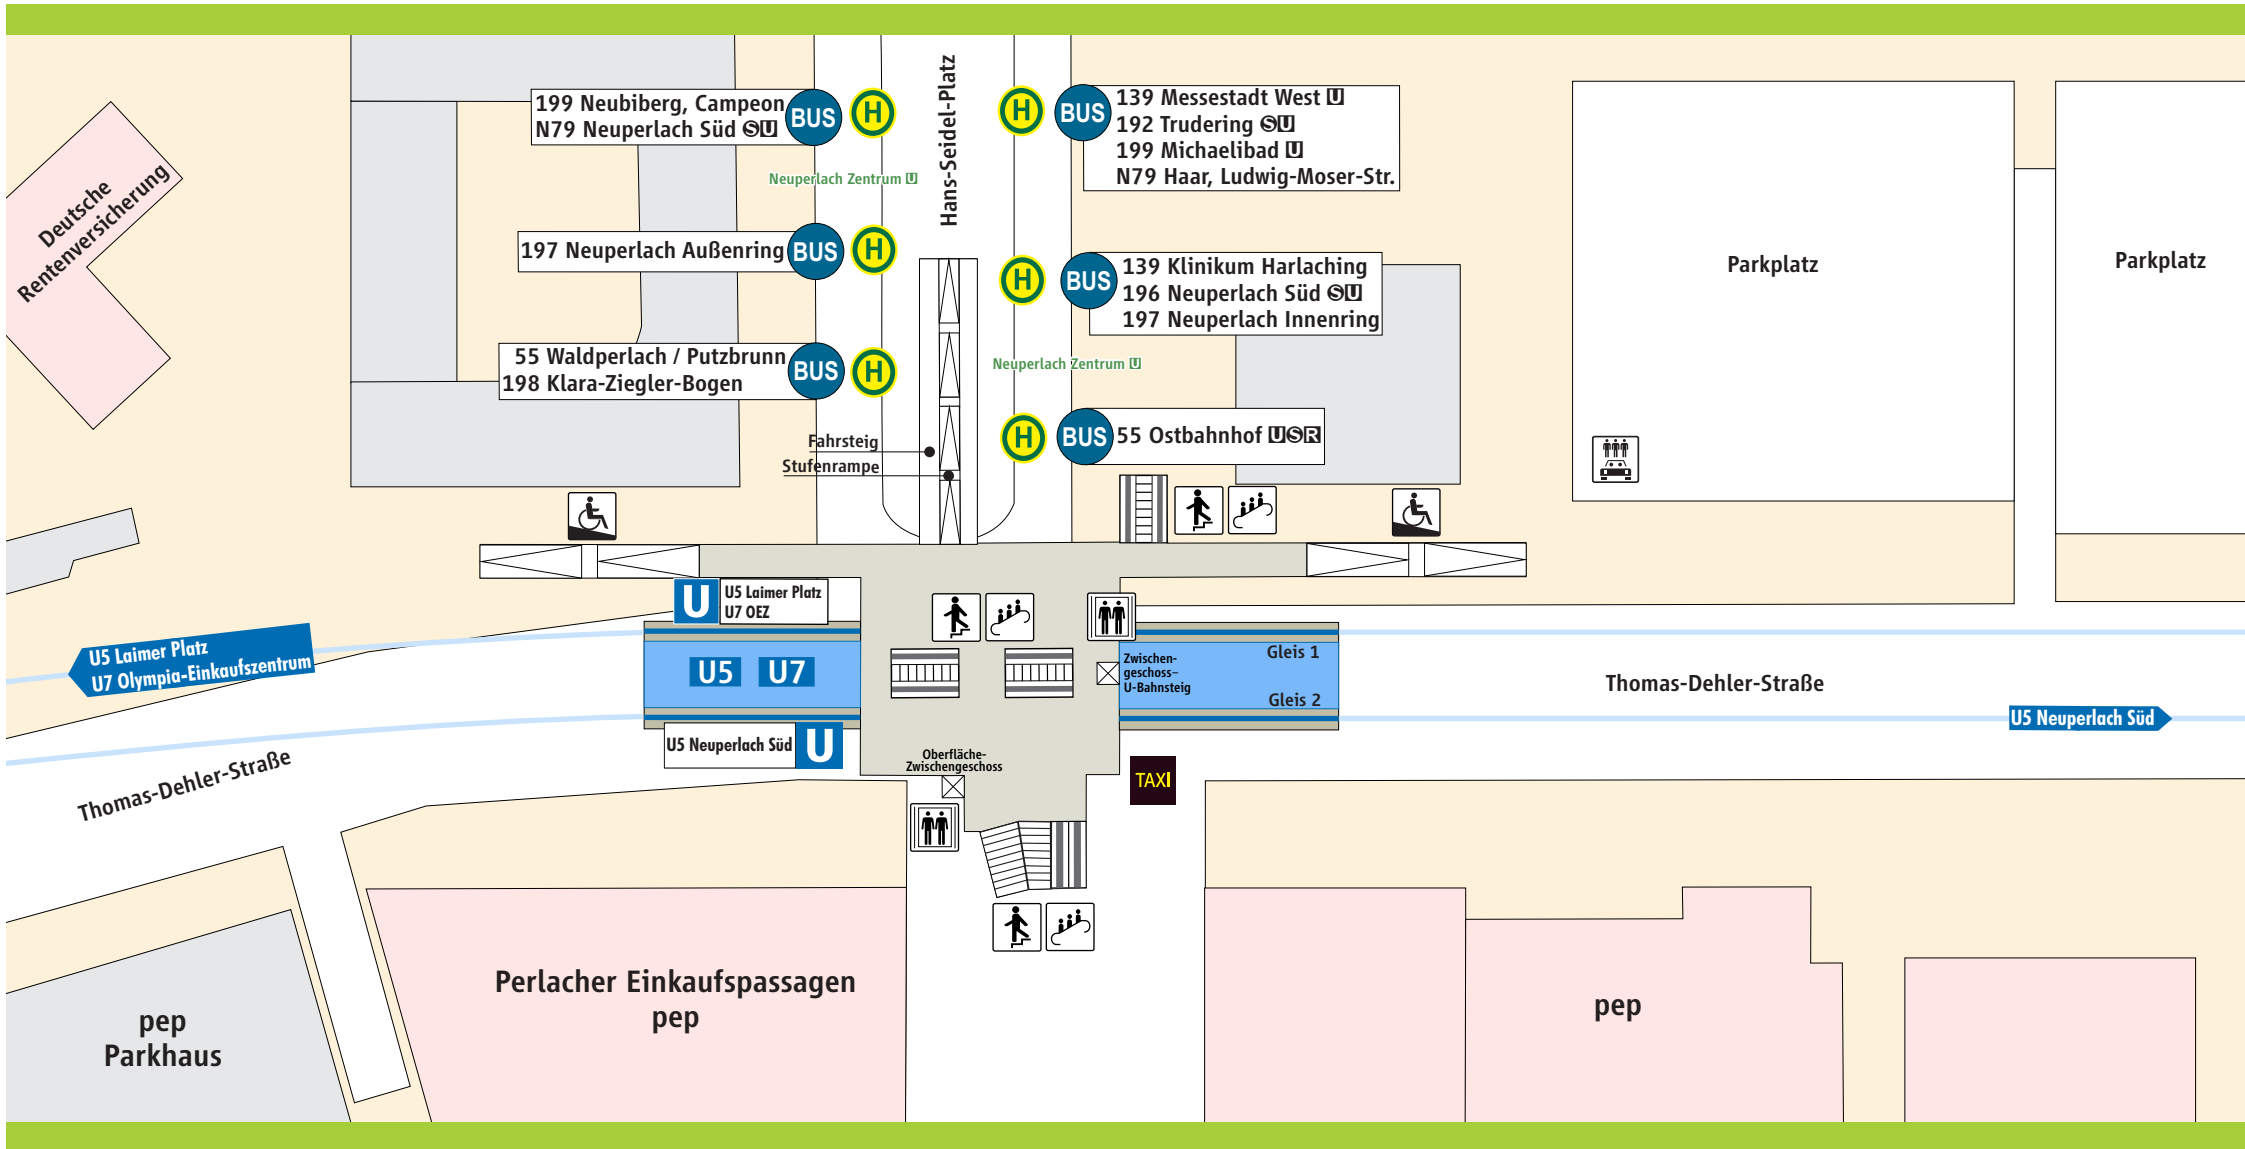 199 Neubiberg, Campeon
N79 Neuperlach Süd S U
BUS
H
Hans-Seidel-Platz
H
BUS
139 Messestadt West U
192 Trudering S U
199 Michaelibad U
N79 Haar, Ludwig-Moser-Str.
Neuperlach Zentrum U
Deutsche
Rentenversicherung
197 Neuperlach Außenring
BUS
H
H
BUS
139 Klinikum Harlaching
196 Neuperlach Süd S U
197 Neuperlach Innenring
Parkplatz
Parkplatz
55 Waldperlach / Putzbrunn
198 Klara-Ziegler-Bogen
BUS
H
Neuperlach Zentrum U
H
BUS
55 Ostbahnhof U S R
Fahrsteig
Stufenrampe
U
U5 Laimer Platz
U7 OEZ
U5 Laimer Platz
U7 Olympia-Einkaufszentrum
U5 U7
Zwischen-
geschoss–
U-Bahnsteig
Gleis 1
Gleis 2
Thomas-Dehler-Straße
U5 Neuperlach Süd
U5 Neuperlach Süd
U
Oberfläche-
Zwischengeschoss
TAXI
Thomas-Dehler-Straße
Perlacher Einkaufspassagen
pep
pep
pep
Parkhaus